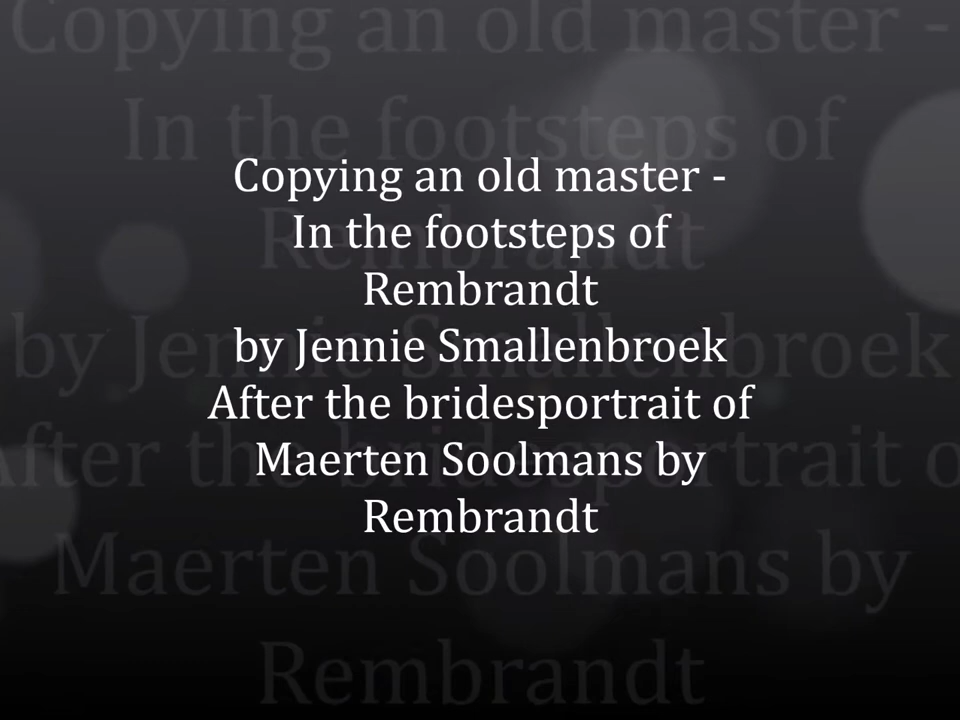 Copying an old master -
In the footsteps of
Rembrandt
by Jennie Smallenbroek
After the bridesportrait of
Maerten Soolmans by
Rembrandt